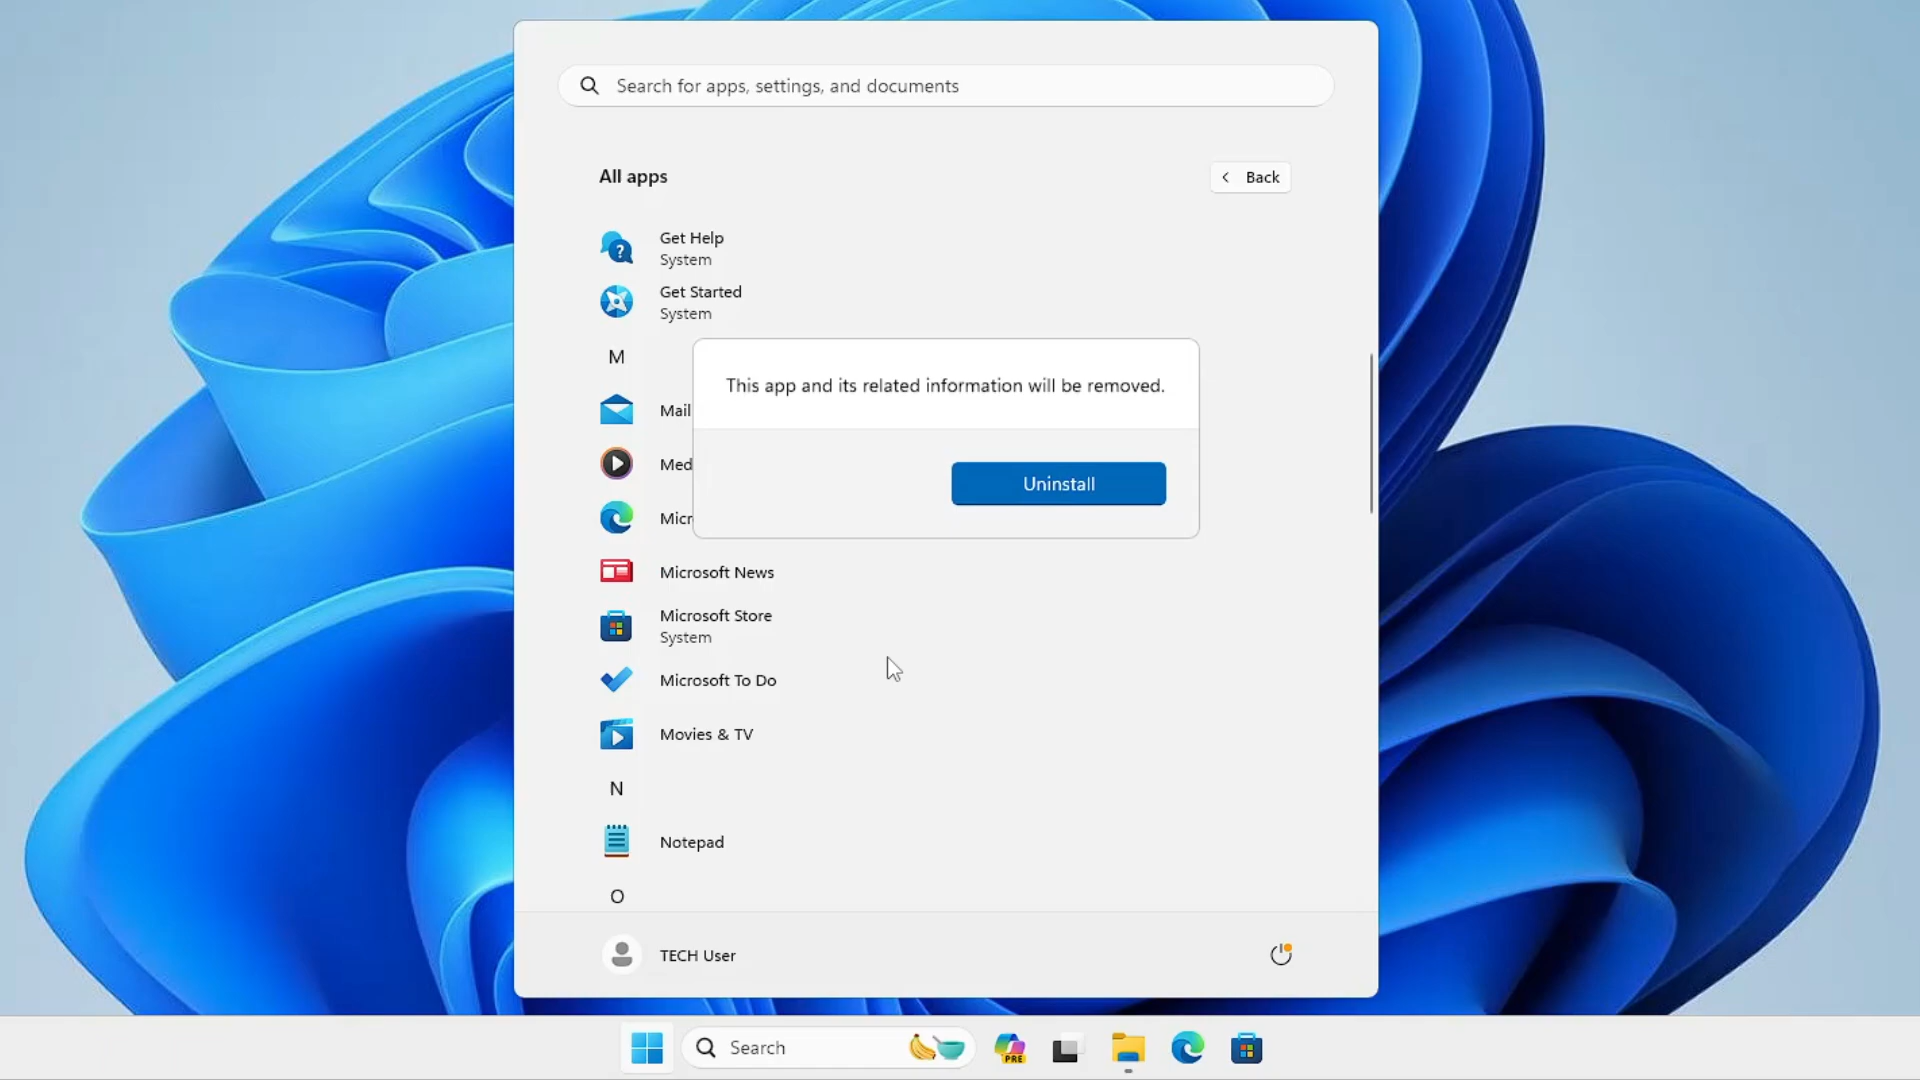 Search for apps, settings, and documents
All apps
Back
Get Help
System
Get Started
System
M
This app and its related information will be removed.
Mail
Med
Uninstall
Micr
Microsoft News
Microsoft Store
System
Microsoft To Do
Movies & TV
N
Notepad
O
TECH User
Search
PRE